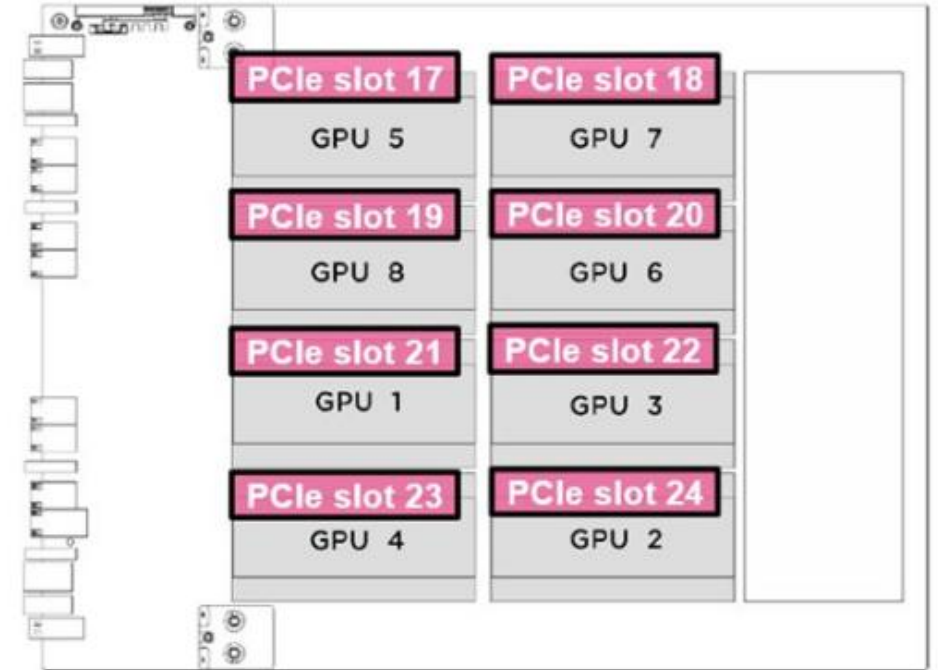 PCIe slot 17
PCIe slot 18
GPU 5
GPU 7
PCIe slot 19
PCIe slot 20
GPU 8
GPU 6
PCIe slot 21
PCIe slot 22
GPU 1
GPU 3
PCIe slot 23
PCIe slot 24
GPU 4
GPU 2